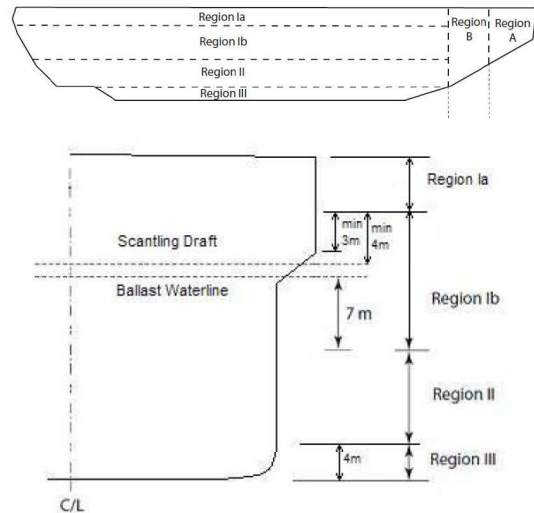 Region Ia
Region Ib
Region II
Region III
Region
B
Region
A
Region Ia
min
3m
min
4m
Scantling Draft
Ballast Waterline
7 m
Region Ib
Region II
4m
Region III
C/L